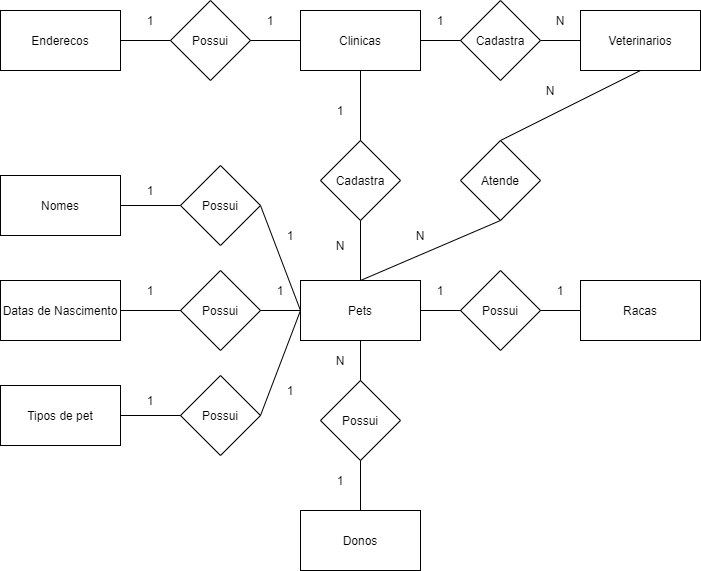 1 1 1 N
Enderecos Possui Clinicas Cadastra Veterinarios
N
1
Cadastra Atende
1
Nomes Possui
1 N N
1 1 1 1
Datas de Nascimento Possui Pets Possui Racas
N
1 1
Tipos de pet Possui Possui
1
Donos